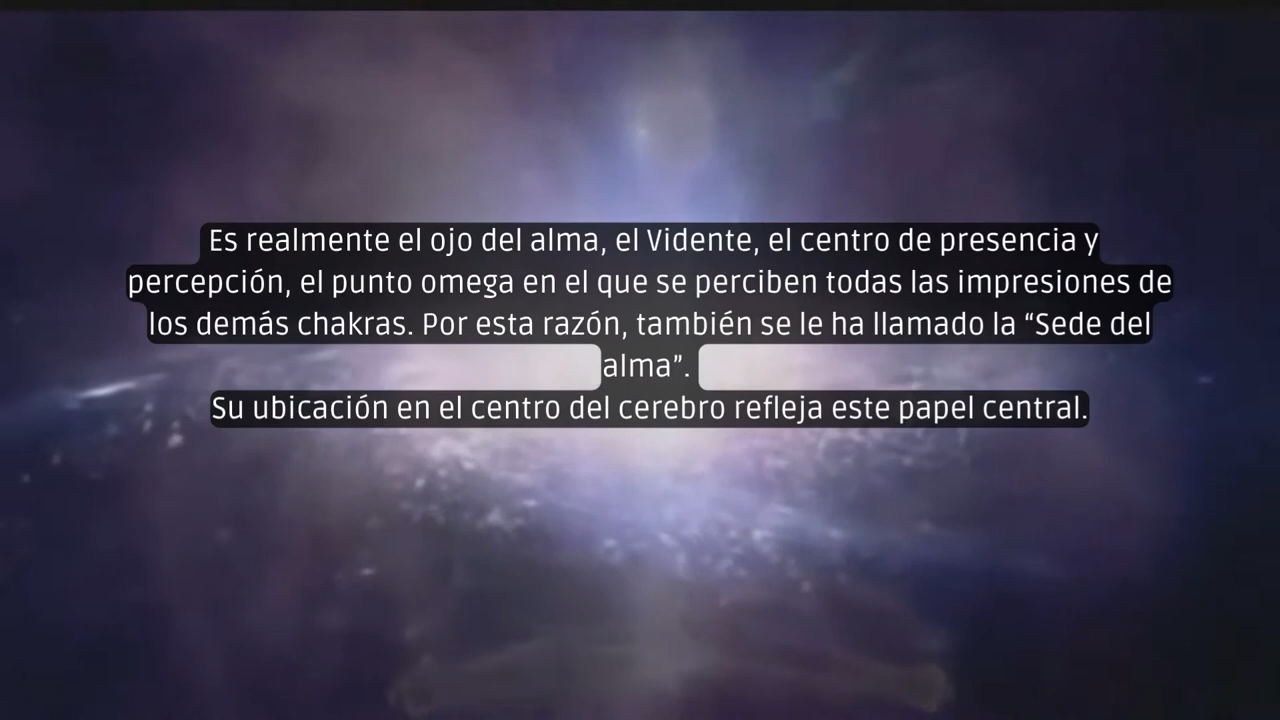 Es realmente el ojo del alma, el Vidente, el centro de presencia y
percepción, el punto omega en el que se perciben todas las impresiones de
los demás chakras. Por esta razón, también se le ha llamado la “Sede del
alma”.
Su ubicación en el centro del cerebro refleja este papel central.